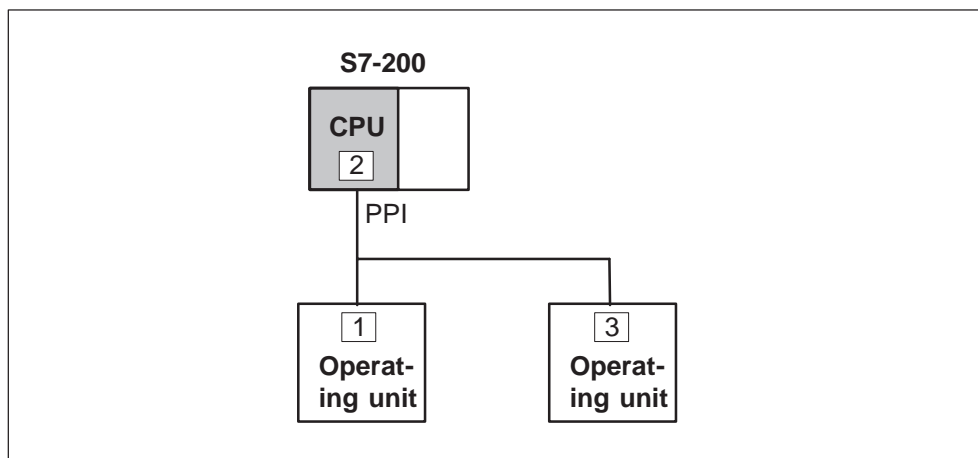 S7-200
CPU
2
PPI
1
Operat-
ing unit
3
Operat-
ing unit